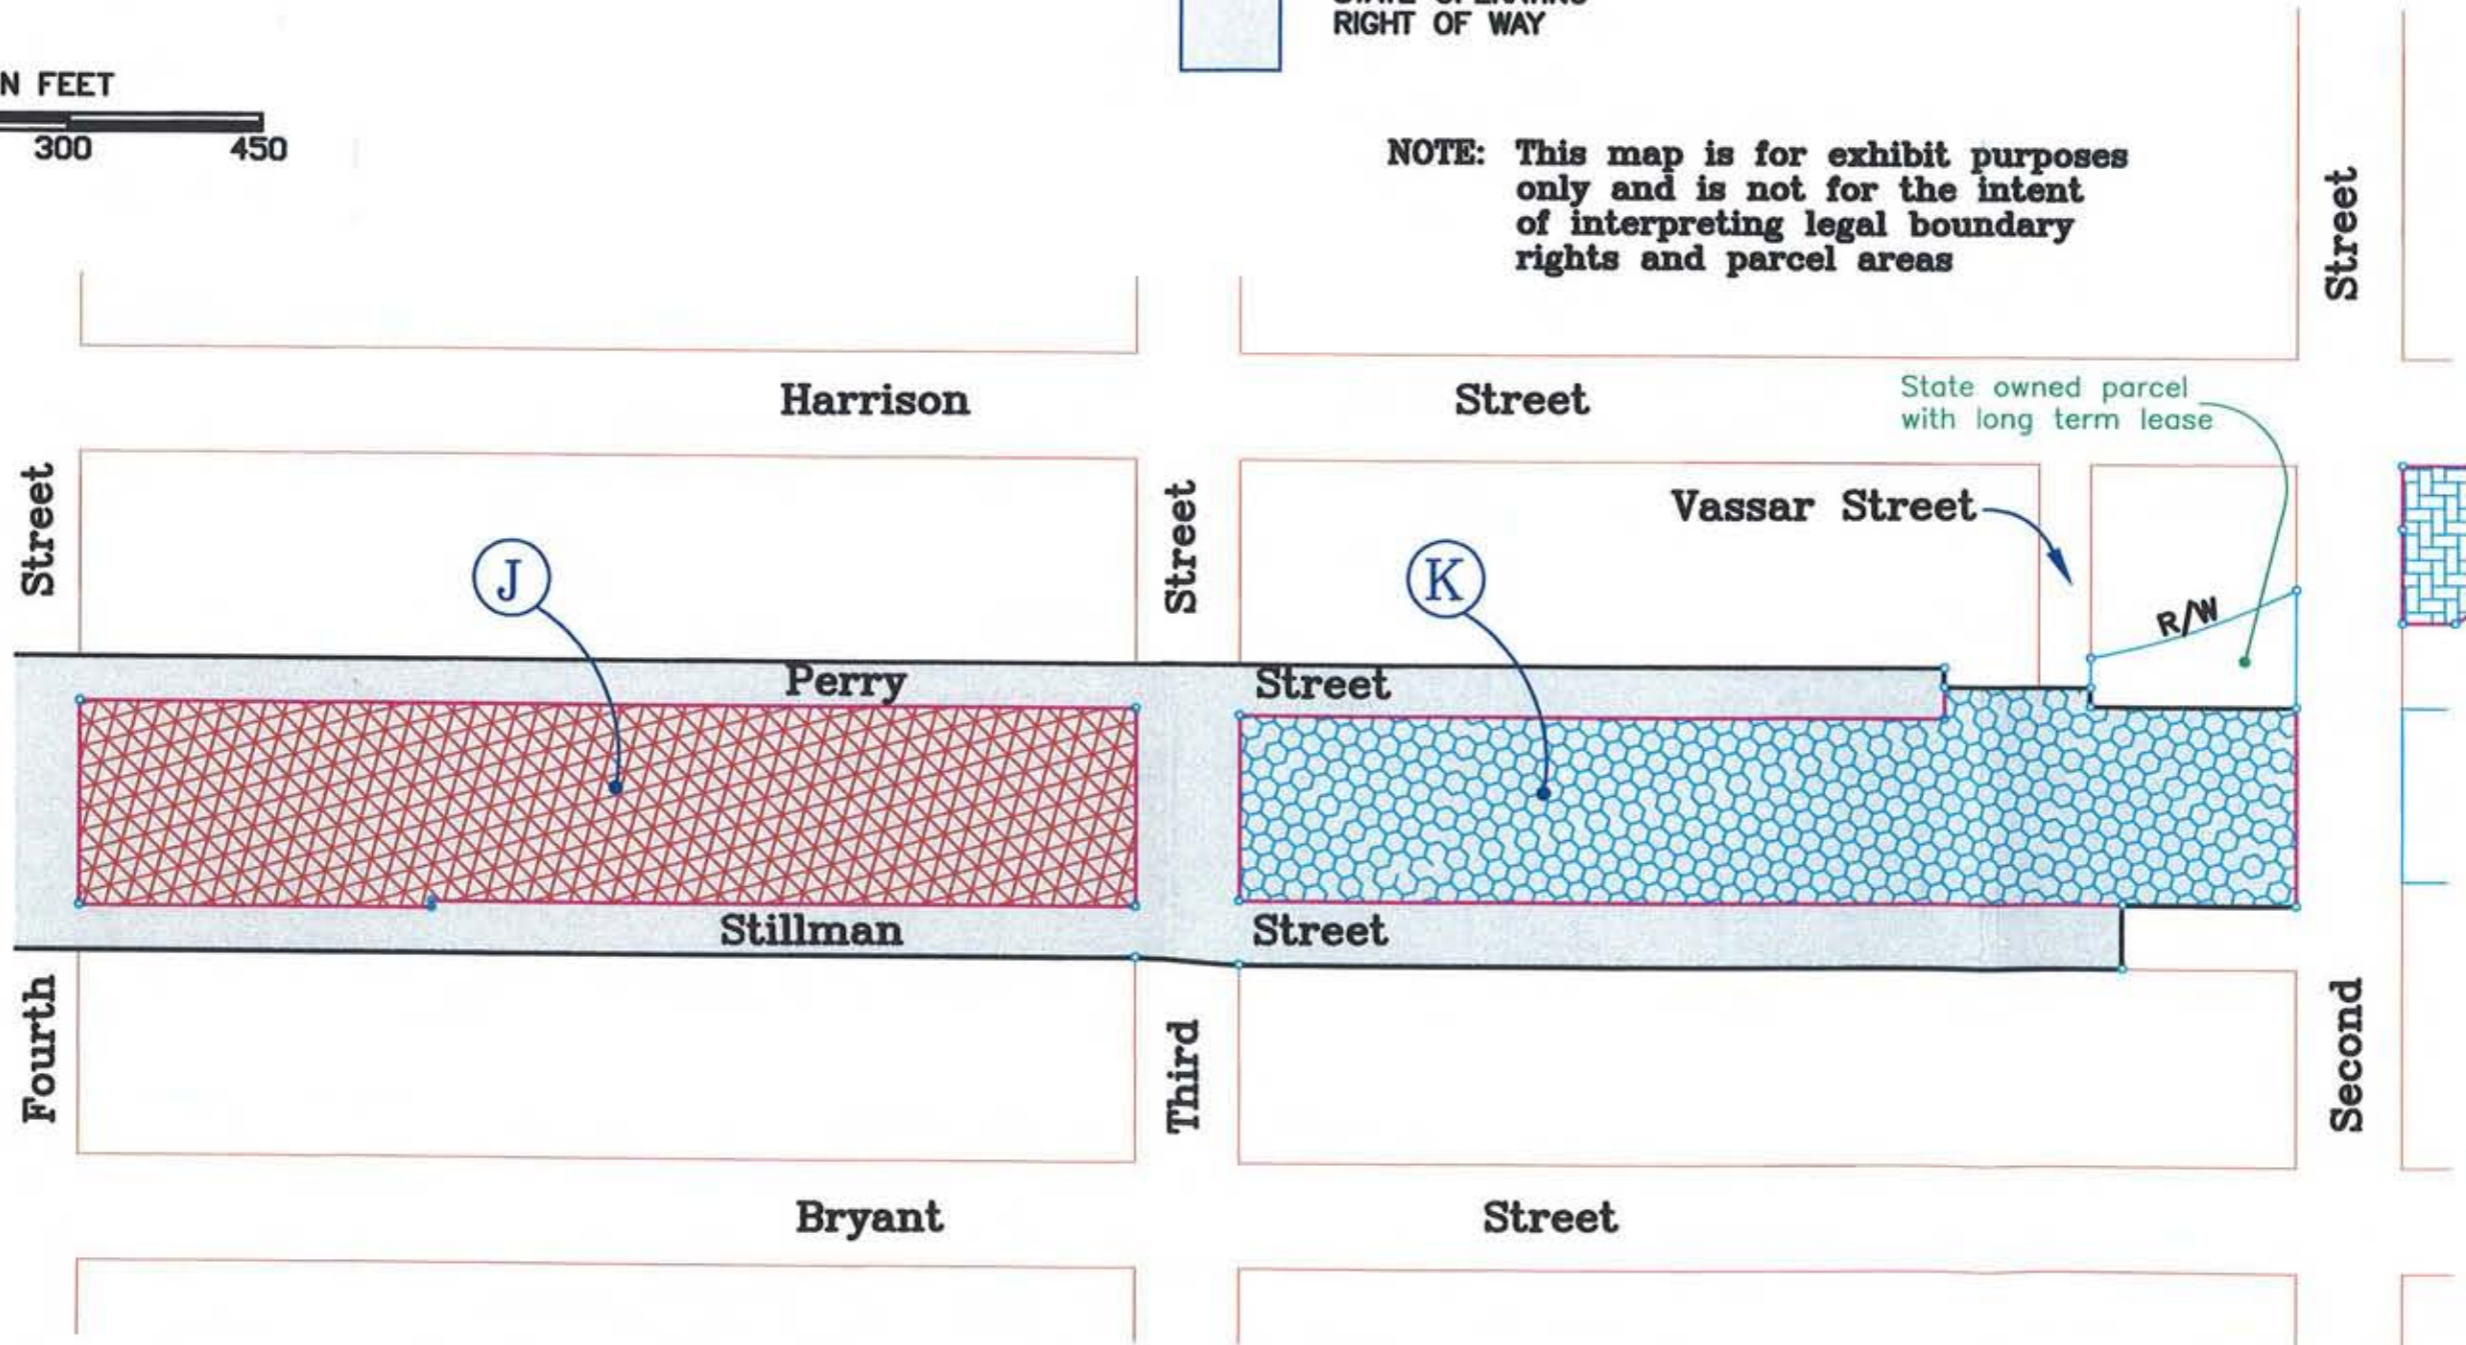 RIGHT OF WAY
N FEET
300 450
NOTE: This map is for exhibit purposes
only and is not for the intent
of interpreting legal boundary
rights and parcel areas
Street
Harrison Street
State owned parcel
with long term lease
Street
Street
Vassar Street
J
K
R/W
Perry Street
Stillman Street
Fourth
Third
Second
Bryant Street